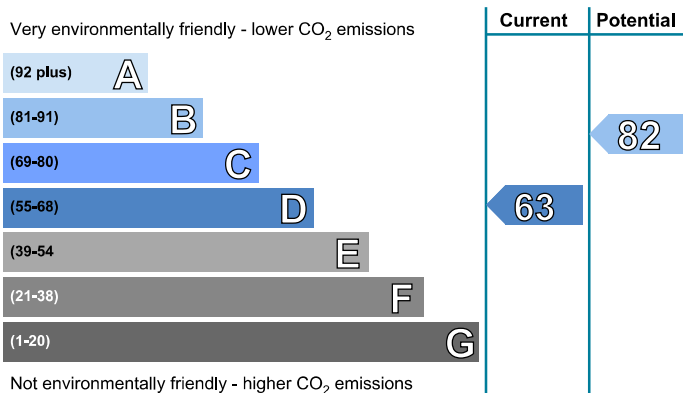 Current Potential
Very environmentally friendly - lower CO₂ emissions
(92 plus) A
(81-91) B
82
(69-80) C
(55-68) D
63
(39-54 E
(21-38) F
(1-20) G
Not environmentally friendly - higher CO₂ emissions